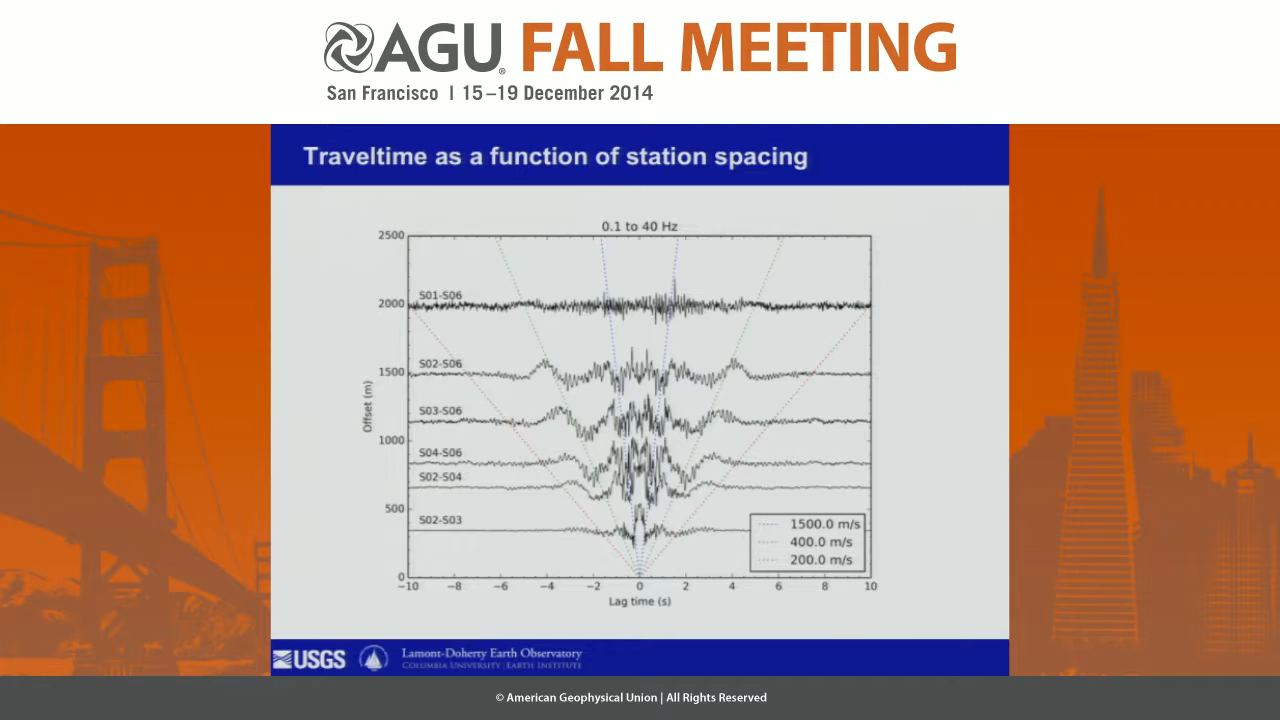 AGU® FALL MEETING
San Francisco | 15–19 December 2014
Traveltime as a function of station spacing
0.1 to 40 Hz
2500
2000
1500
1000
500
0
Offset (m)
S01-S06
S02-S06
S03-S06
S04-S06
S02-S04
S02-S03
1500.0 m/s
400.0 m/s
200.0 m/s
−10 −8 −6 −4 −2 0 2 4 6 8 10
Lag time (s)
USGS
Lamont-Doherty Earth Observatory
COLUMBIA UNIVERSITY | EARTH INSTITUTE
© American Geophysical Union | All Rights Reserved